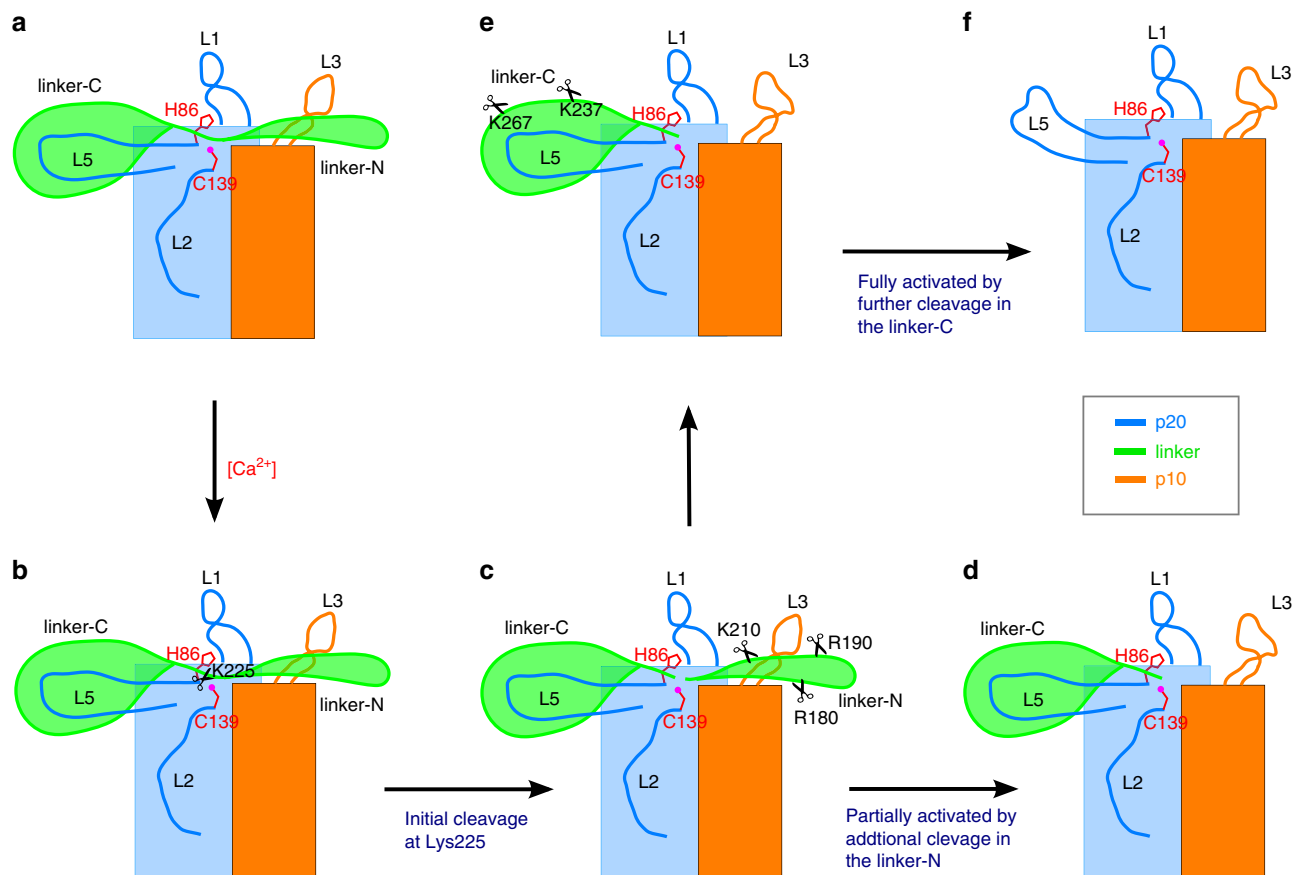 a
L1
L3
linker-C
H86
L5
linker-N
C139
L2
[Ca2+]
b
L1
L3
linker-C
H86
K225
L5
linker-N
C139
L2
Initial cleavage
at Lys225
c
L1
L3
linker-C
K210
R190
H86
L5
linker-N
R180
C139
L2
Partially activated by
addtional clevage in
the linker-N
d
L1
L3
linker-C
H86
L5
C139
L2
e
L1
L3
linker-C
K237
H86
K267
L5
C139
L2
Fully activated by
further cleavage in
the linker-C
f
L1
L3
H86
L5
C139
L2
p20
linker
p10